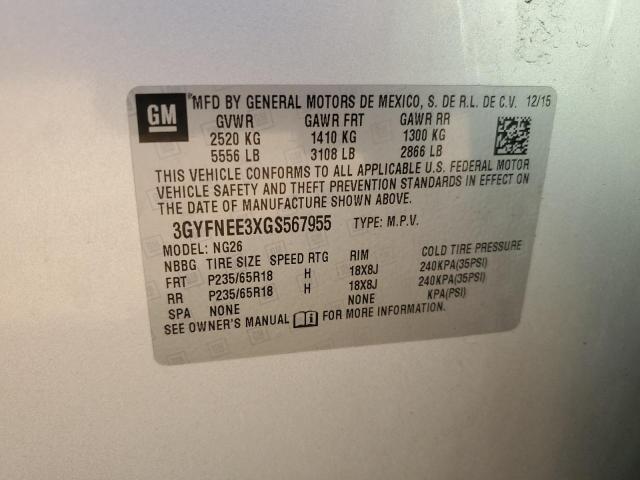 GM
MFD BY GENERAL MOTORS DE MEXICO, S. DE R.L. DE C.V. 12/15
GVWR GAWR FRT GAWR RR
2520 KG 1410 KG 1300 KG
5556 LB 3108 LB 2866 LB
THIS VEHICLE CONFORMS TO ALL APPLICABLE U.S. FEDERAL MOTOR
VEHICLE SAFETY AND THEFT PREVENTION STANDARDS IN EFFECT ON
THE DATE OF MANUFACTURE SHOWN ABOVE.
3GYFNEE3XGS567955 TYPE: M.P.V.
MODEL: NG26
NBBG TIRE SIZE SPEED RTG RIM COLD TIRE PRESSURE
FRT P235/65R18 H 18X8J 240KPA(35PSI)
RR P235/65R18 H 18X8J 240KPA(35PSI)
SPA NONE NONE KPA(PSI)
SEE OWNER'S MANUAL FOR MORE INFORMATION.